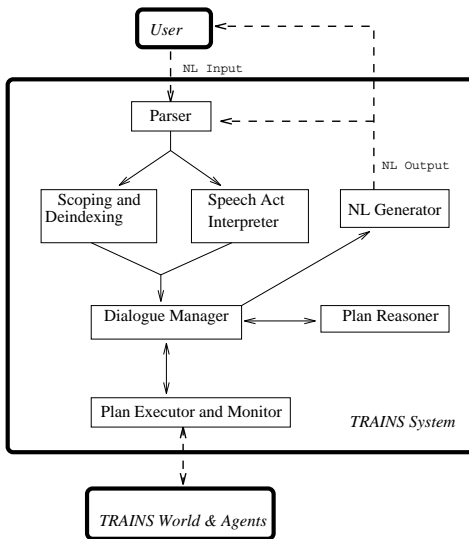 User
NL Input
Parser
NL Output
Scoping and
Deindexing
Speech Act
Interpreter
NL Generator
Dialogue Manager
Plan Reasoner
Plan Executor and Monitor
TRAINS System
TRAINS World & Agents